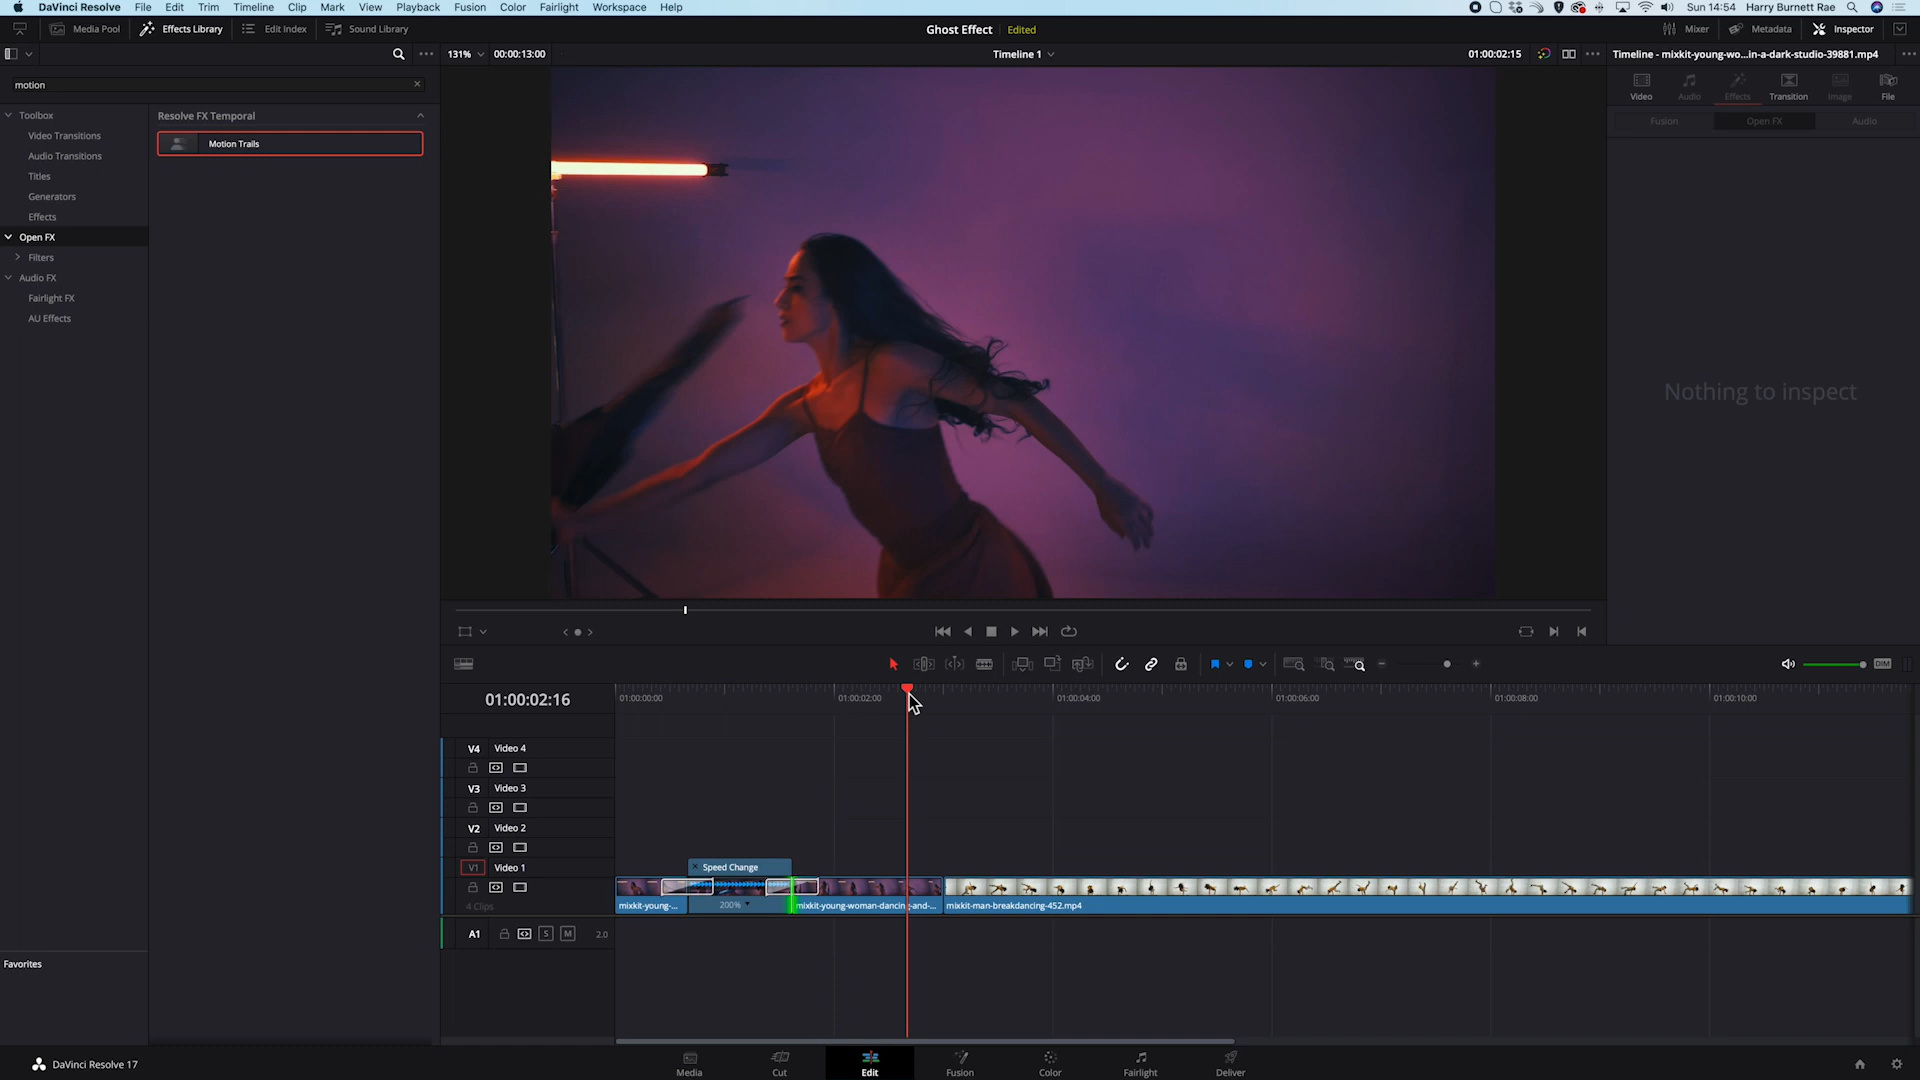 DaVinci Resolve File Edit Trim Timeline Clip Mark View Playback Fusion Color Fairlight Workspace Help Sun 14:54 Harry Burnett Rae
Media Pool Effects Library Edit Index Sound Library Ghost Effect Edited Mixer Metadata Inspector
131% 00:00:13:00 Timeline 1 01:00:02:15 Timeline - mixkit-young-wo...in-a-dark-studio-39881.mp4
motion
Video Audio Effects Transition Image File
Toolbox Resolve FX Temporal
Fusion Open FX Audio
Video Transitions Motion Trails
Audio Transitions
Titles
Generators
Effects
Open FX
Filters
Audio FX
Fairlight FX
AU Effects
Nothing to inspect
DIM
01:00:02:16 01:00:00:00 01:00:02:00 01:00:04:00 01:00:06:00 01:00:08:00 01:00:10:00
V4 Video 4
V3 Video 3
V2 Video 2
V1 Video 1 Speed Change
4 Clips mixkit-young-... 200% mixkit-young-woman-dancing-and-... mixkit-man-breakdancing-452.mp4
A1 S M 2.0
Favorites
DaVinci Resolve 17 Media Cut Edit Fusion Color Fairlight Deliver